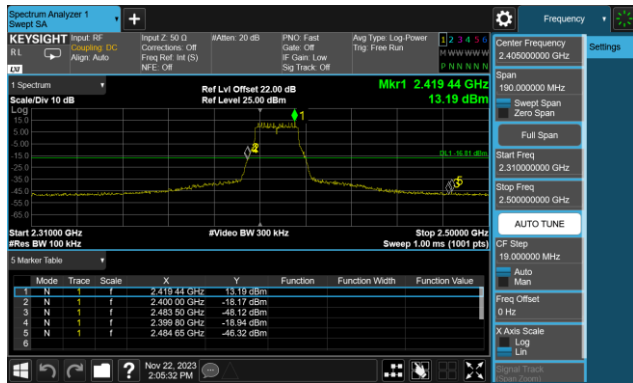 Spectrum Analyzer 1
Swept SA
Frequency
KEYSIGHT
Input: RF
Coupling: DC
Align: Auto
RL
LXI
Input Z: 50 Ω
Corrections: Off
Freq Ref: Int (S)
NFE: Off
#Atten: 20 dB
PNO: Fast
Gate: Off
IF Gain: Low
Sig Track: Off
Avg Type: Log-Power
Trig: Free Run
1 2 3 4 5 6
M W W W W W
P N N N N N
Center Frequency
2.405000000 GHz
Settings
Span
190.000000 MHz
Swept Span
Zero Span
Full Span
Start Freq
2.310000000 GHz
Stop Freq
2.500000000 GHz
AUTO TUNE
CF Step
19.000000 MHz
Auto
Man
Freq Offset
0 Hz
X Axis Scale
Log
Lin
Signal Track
(Span Zoom)
1 Spectrum
Scale/Div 10 dB
Ref Lvl Offset 22.00 dB
Ref Level 25.00 dBm
Mkr1 2.419 44 GHz
13.19 dBm
Log
15.0
5.00
-5.00
-15.0
-25.0
-35.0
-45.0
-55.0
-65.0
1
DL1 -16.81 dBm
5
Start 2.31000 GHz
#Res BW 100 kHz
#Video BW 300 kHz
Stop 2.50000 GHz
Sweep 1.00 ms (1001 pts)
5 Marker Table
Mode Trace Scale X Y Function Function Width Function Value
1 N 1 f 2.419 44 GHz 13.19 dBm
2 N 1 f 2.400 00 GHz -18.17 dBm
3 N 1 f 2.483 50 GHz -48.12 dBm
4 N 1 f 2.399 80 GHz -18.94 dBm
5 N 1 f 2.484 65 GHz -46.32 dBm
6
?
Nov 22, 2023
2:05:32 PM